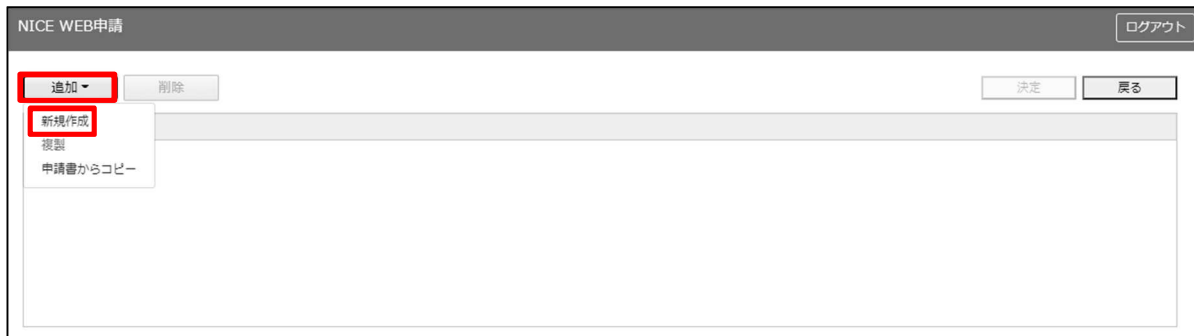 NICE WEB申請
ログアウト
追加
削除
決定
戻る
新規作成
複製
申請書からコピー